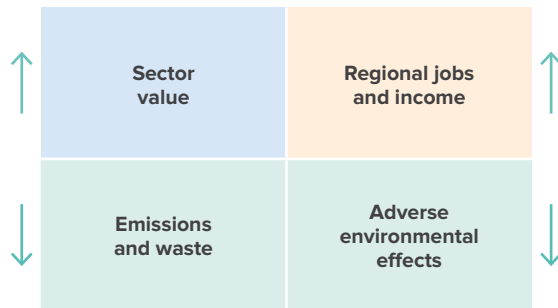 Sector
value
Regional jobs
and income
Emissions
and waste
Adverse
environmental
effects